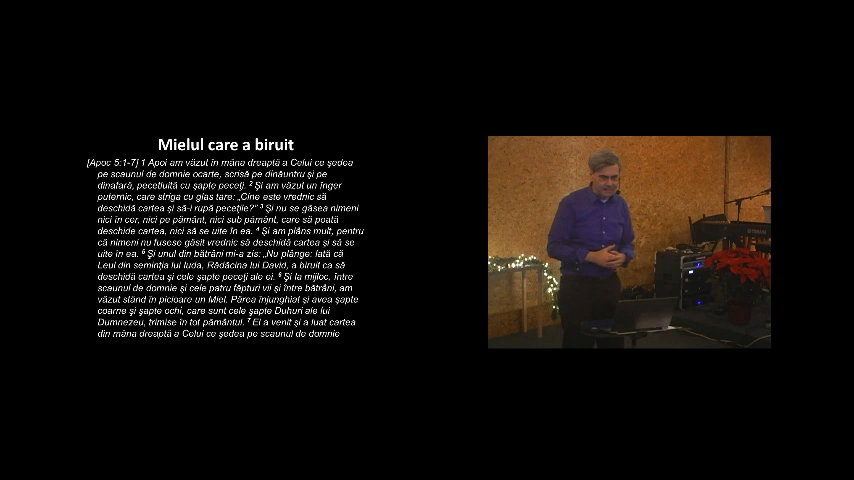 Mielul care a biruit
[Apoc 5:1-7] 1 Apoi am văzut în mâna dreaptă a Celui ce şedea
pe scaunul de domnie ocarte, scrisă pe dinăuntru şi pe
dinafară, pecetluită cu şapte peceţi. 2 Şi am văzut un înger
puternic, care striga cu glas tare: „Cine este vrednic să
deschidă cartea şi să-i rupă peceţile?” 3 Şi nu se găsea nimeni
nici în cer, nici pe pământ, nici sub pământ, care să poată
deschide cartea, nici să se uite în ea. 4 Şi am plâns mult, pentru
că nimeni nu fusese găsit vrednic să deschidă cartea şi să se
uite în ea. 5 Şi unul din bătrâni mi-a zis: „Nu plânge: Iată că
Leul din seminţia lui Iuda, Rădăcina lui David, a biruit ca să
deschidă cartea şi cele şapte peceţi ale ei. 6 Şi la mijloc, între
scaunul de domnie şi cele patru făpturi vii şi între bătrâni, am
văzut stând în picioare un Miel. Părea înjunghiat şi avea şapte
coarne şi şapte ochi, care sunt cele şapte Duhuri ale lui
Dumnezeu, trimise în tot pământul. 7 El a venit şi a luat cartea
din mâna dreaptă a Celui ce şedea pe scaunul de domnie